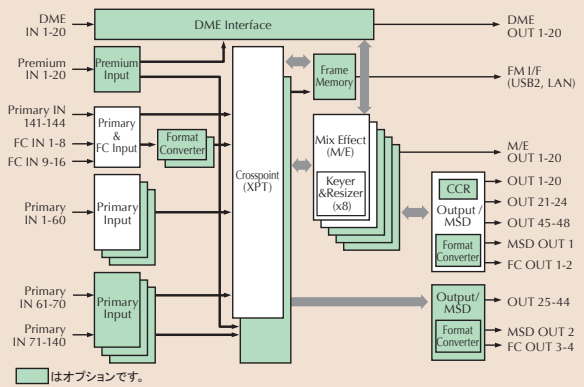 DME
IN 1-20
DME Interface
DME
OUT 1-20
Premium
IN 1-20
Premium
Input
Frame
Memory
FM I/F
(USB2, LAN)
Primary IN
141-144
FC IN 1-8
FC IN 9-16
Primary
&
FC Input
Format
Converter
Crosspoint
(XPT)
Mix Effect
(M/E)
Keyer
&Resizer
(x8)
M/E
OUT 1-20
Primary
IN 1-60
Primary
Input
CCR
Output/
MSD
Format
Converter
OUT 1-20
OUT 21-24
OUT 45-48
MSD OUT 1
FC OUT 1-2
Primary
IN 61-70
Primary
IN 71-140
Primary
Input
Output/
MSD
Format
Converter
OUT 25-44
MSD OUT 2
FC OUT 3-4
はオプションです。